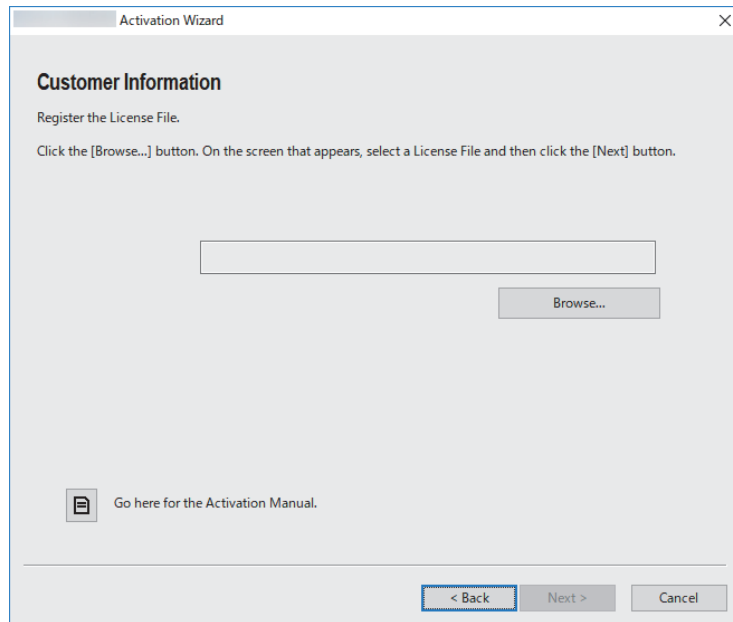 Activation Wizard
Customer Information
Register the License File.
Click the [Browse...] button. On the screen that appears, select a License File and then click the [Next] button.
Browse...
Go here for the Activation Manual.
< Back
Next >
Cancel